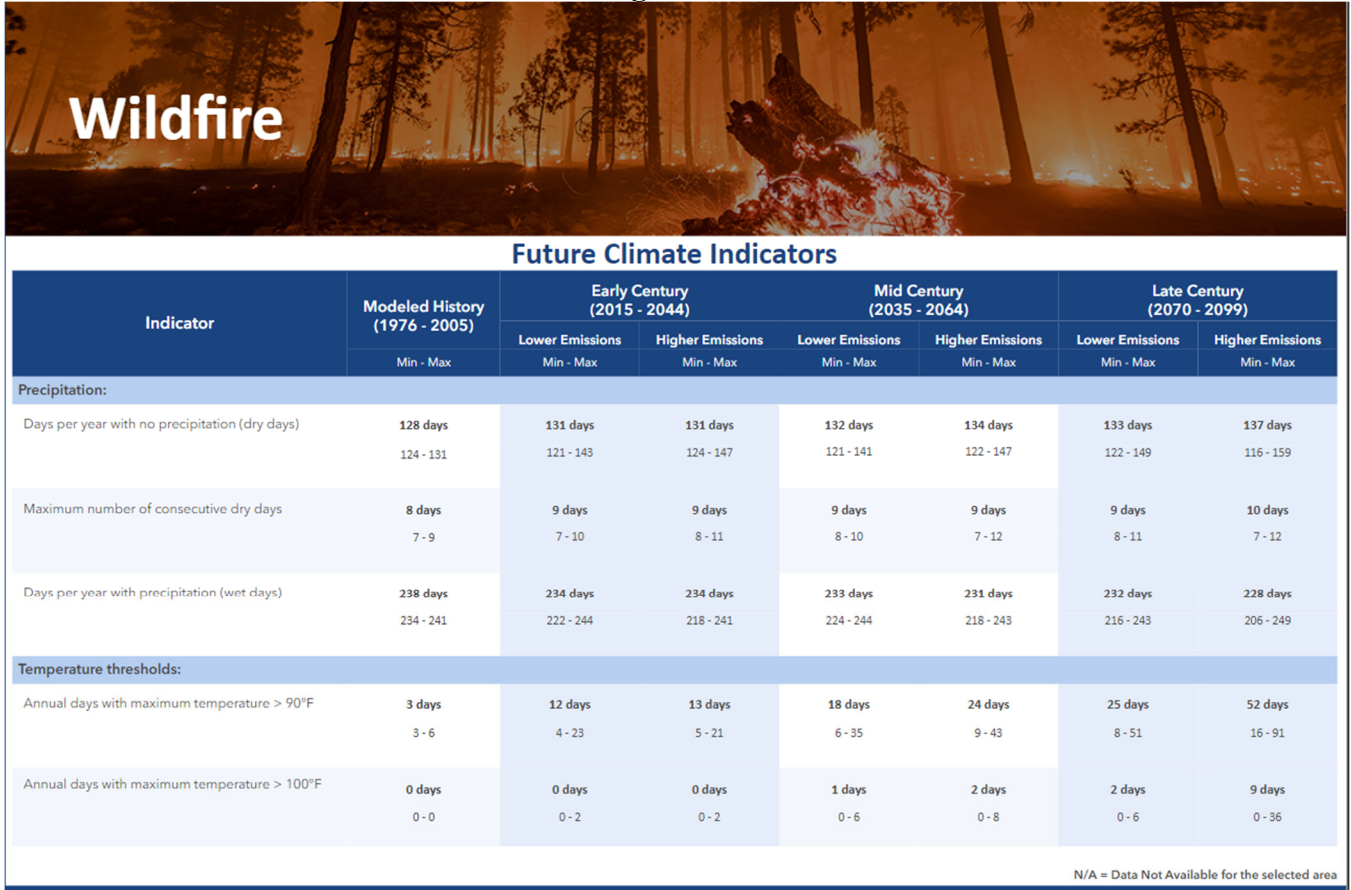 Wildfire
Future Climate Indicators
Indicator
Modeled History
(1976 - 2005)
Early Century
(2015 - 2044)
Mid Century
(2035 - 2064)
Late Century
(2070 - 2099)
Lower Emissions Higher Emissions Lower Emissions Higher Emissions Lower Emissions Higher Emissions
Min - Max Min - Max Min - Max Min - Max Min - Max Min - Max Min - Max
Precipitation:
Days per year with no precipitation (dry days) 128 days 131 days 131 days 132 days 134 days 133 days 137 days
124 - 131 121 - 143 124 - 147 121 - 141 122 - 147 122 - 149 116 - 159
Maximum number of consecutive dry days 8 days 9 days 9 days 9 days 9 days 9 days 10 days
7 - 9 7 - 10 8 - 11 8 - 10 7 - 12 8 - 11 7 - 12
Days per year with precipitation (wet days) 238 days 234 days 234 days 233 days 231 days 232 days 228 days
234 - 241 222 - 244 218 - 241 224 - 244 218 - 243 216 - 243 206 - 249
Temperature thresholds:
Annual days with maximum temperature > 90°F 3 days 12 days 13 days 18 days 24 days 25 days 52 days
3 - 6 4 - 23 5 - 21 6 - 35 9 - 43 8 - 51 16 - 91
Annual days with maximum temperature > 100°F 0 days 0 days 0 days 1 days 2 days 2 days 9 days
0 - 0 0 - 2 0 - 2 0 - 6 0 - 8 0 - 6 0 - 36
N/A = Data Not Available for the selected area